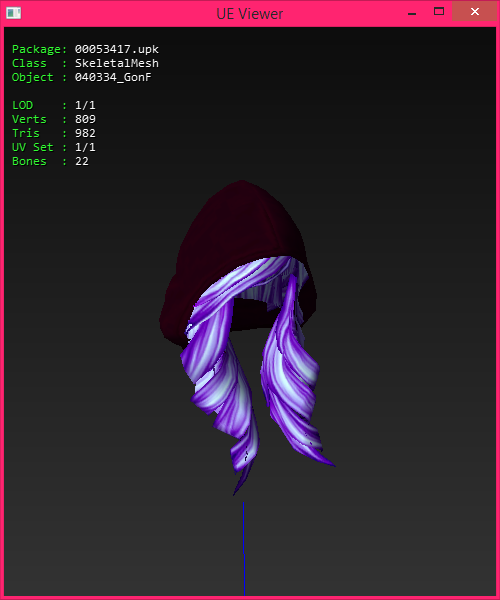 UE Viewer
Package: 00053417.upk
Class : SkeletalMesh
Object : 040334_GonF
LOD : 1/1
Verts : 809
Tris : 982
UV Set : 1/1
Bones : 22